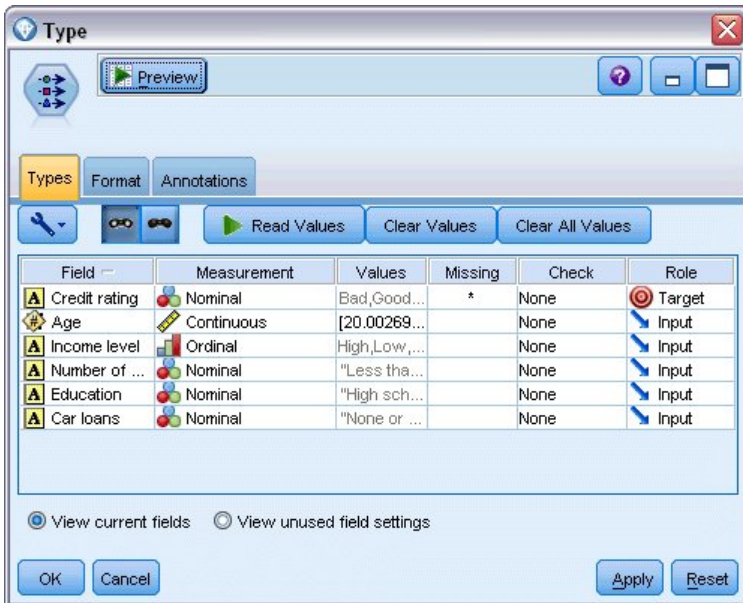 Type
Preview
?
Types Format Annotations
Read Values Clear Values Clear All Values
Field Measurement Values Missing Check Role
A Credit rating Nominal Bad,Good... * None Target
# Age Continuous [20.00269... None Input
A Income level Ordinal High,Low,... None Input
A Number of ... Nominal "Less tha... None Input
A Education Nominal "High sch... None Input
A Car loans Nominal "None or ... None Input
View current fields View unused field settings
OK Cancel Apply Reset